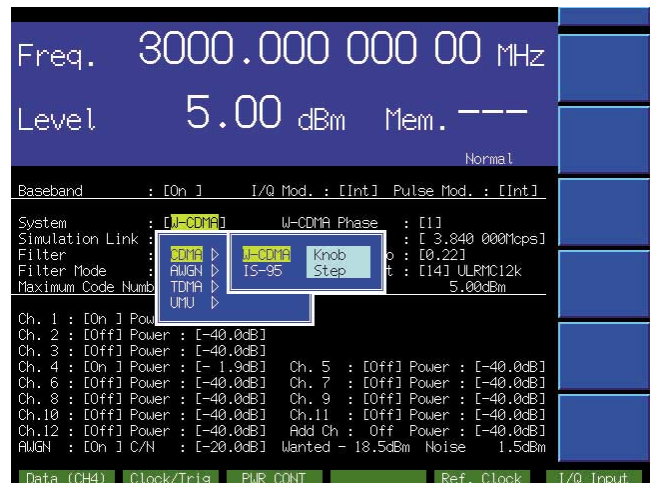 Freq. 3000.000 000 00 MHz
Level 5.00 dBm Mem. ---
Normal
Baseband : [On ] I/Q Mod. : [Int] Pulse Mod. : [Int]
System : [W-CDMA] W-CDMA Phase : [1]
Simulation Link : : [ 3.840 000Mcps]
Filter : o : [0.22]
Filter Mode : t : [14] ULRMC12k
Maximum Code Numb 5.00dBm
CDMA ▷ W-CDMA Knob
AWGN ▷ IS-95 Step
TDMA ▷
UMU ▷
Ch. 1 : [On ] Pow
Ch. 2 : [Off] Power : [-40.0dB]
Ch. 3 : [Off] Power : [-40.0dB]
Ch. 4 : [On ] Power : [- 1.9dB] Ch. 5 : [Off] Power : [-40.0dB]
Ch. 6 : [Off] Power : [-40.0dB] Ch. 7 : [Off] Power : [-40.0dB]
Ch. 8 : [Off] Power : [-40.0dB] Ch. 9 : [Off] Power : [-40.0dB]
Ch.10 : [Off] Power : [-40.0dB] Ch.11 : [Off] Power : [-40.0dB]
Ch.12 : [Off] Power : [-40.0dB] Add Ch : Off Power : [-40.0dB]
AWGN : [On ] C/N : [-20.0dB] Wanted - 18.5dBm Noise 1.5dBm
Data (CH4) Clock/Trig PWR CONT Ref. Clock I/Q Input